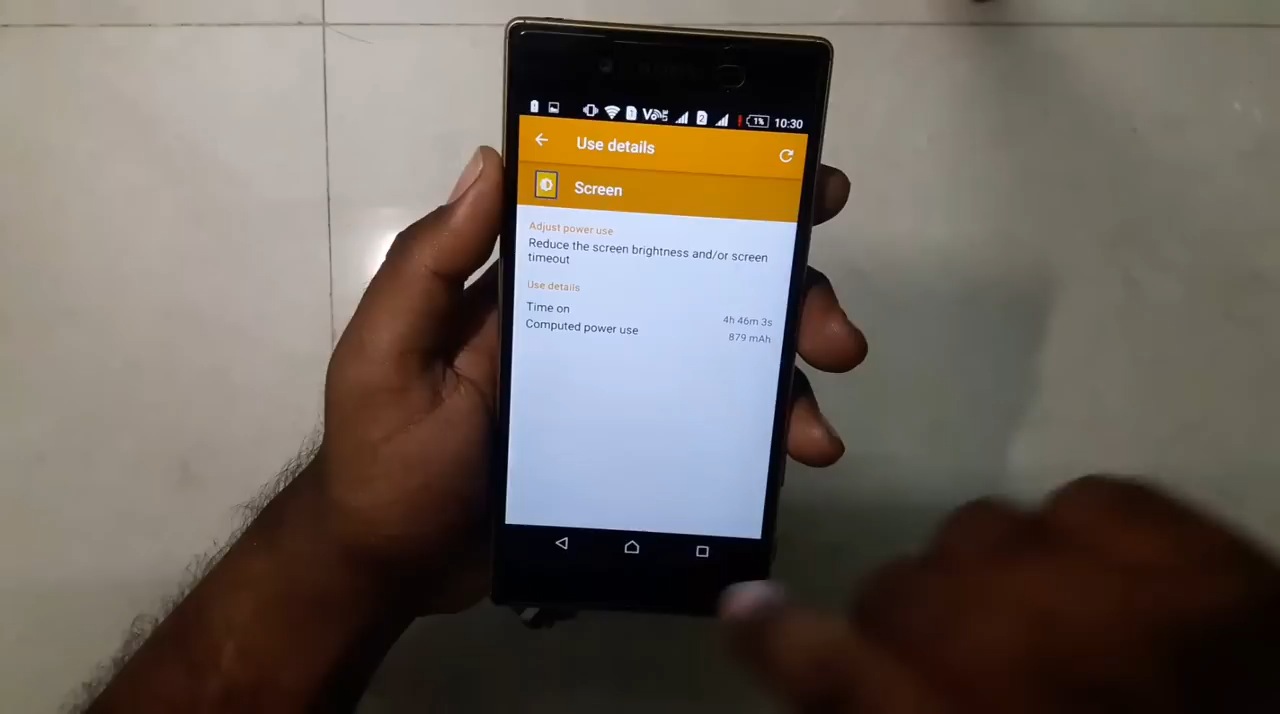 1% 10:30
Use details
Screen
Adjust power use
Reduce the screen brightness and/or screen
timeout
Use details
Time on 4h 46m 3s
Computed power use 879 mAh